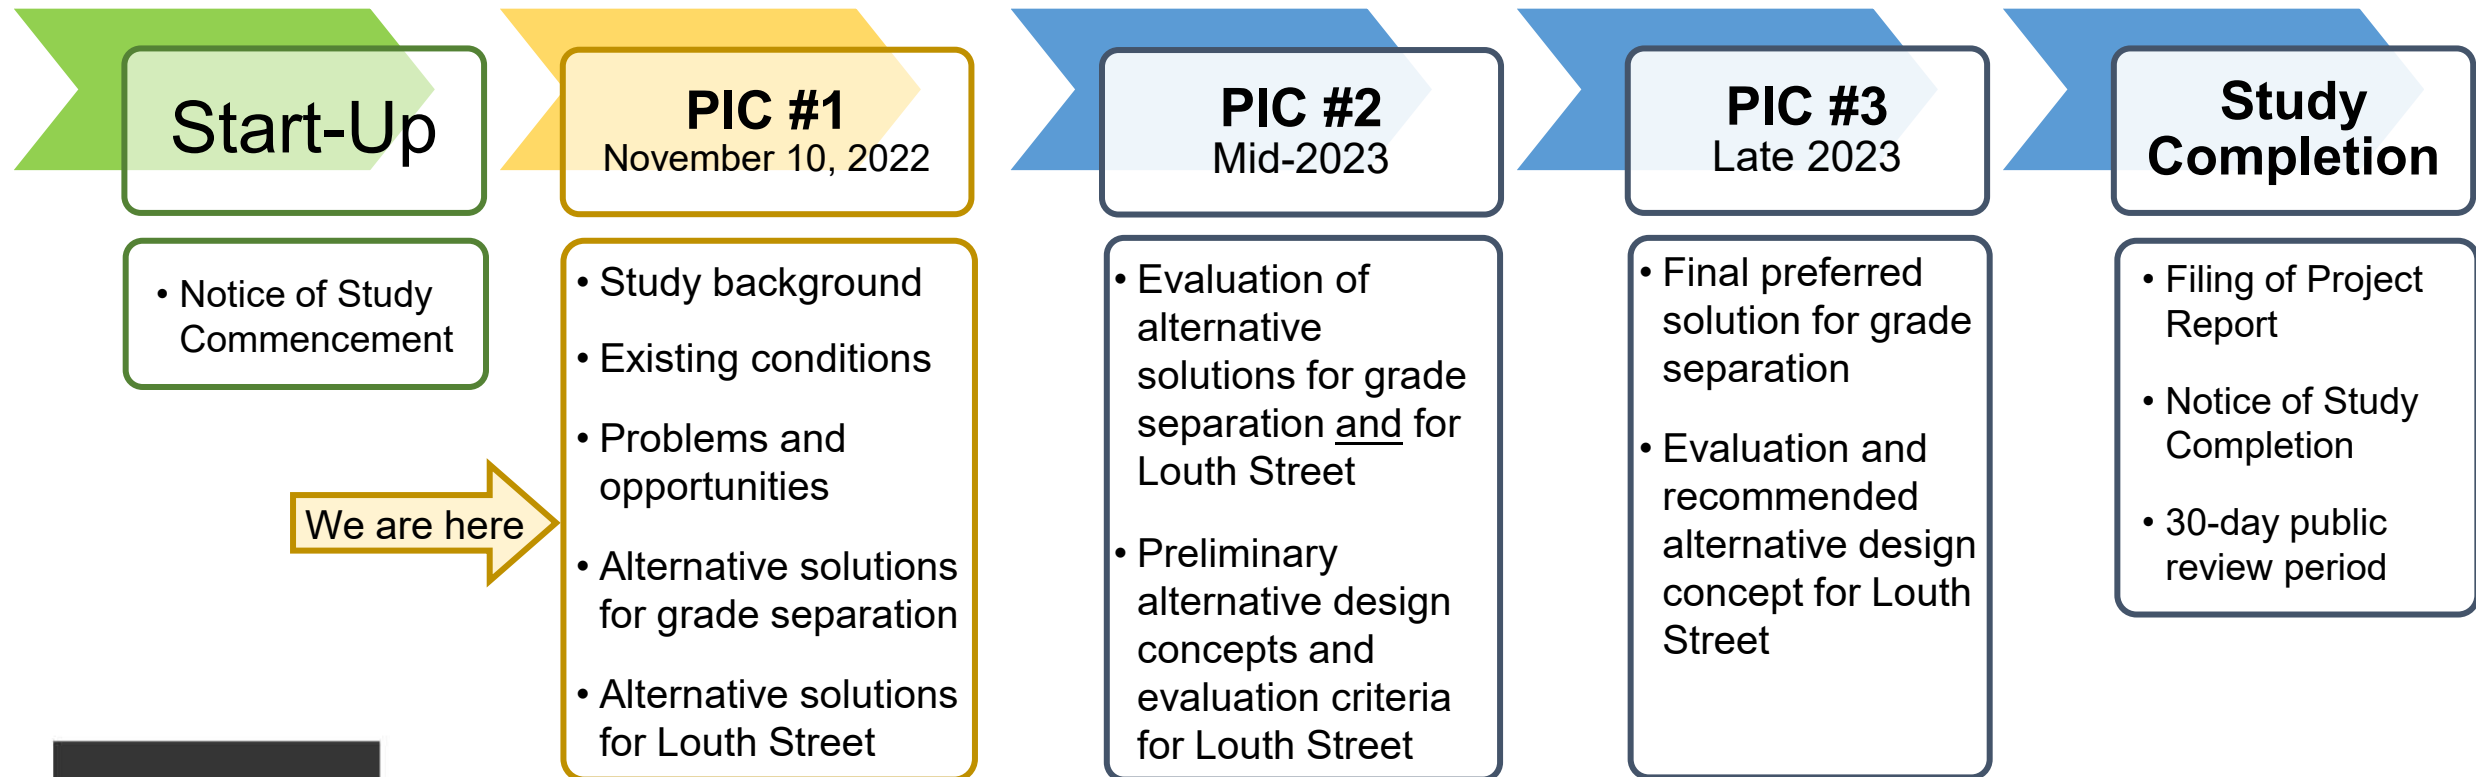 Start-Up
• Notice of Study
Commencement
We are here
PIC #1
November 10, 2022
• Study background
• Existing conditions
• Problems and
opportunities
• Alternative solutions
for grade separation
• Alternative solutions
for Louth Street
PIC #2
Mid-2023
• Evaluation of
alternative
solutions for grade
separation and for
Louth Street
• Preliminary
alternative design
concepts and
evaluation criteria
for Louth Street
PIC #3
Late 2023
• Final preferred
solution for grade
separation
• Evaluation and
recommended
alternative design
concept for Louth
Street
Study
Completion
• Filing of Project
Report
• Notice of Study
Completion
• 30-day public
review period